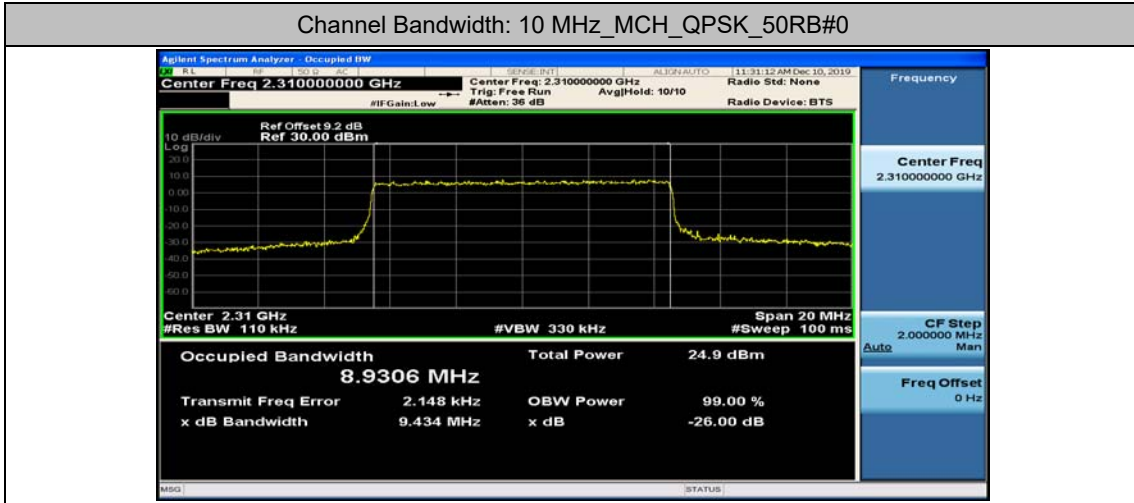 Channel Bandwidth: 10 MHz_MCH_QPSK_50RB#0
Agilent Spectrum Analyzer - Occupied BW
RL RF 50 Ω AC SENSE:INT ALIGN AUTO 11:31:12 AM Dec 10, 2019
Center Freq 2.310000000 GHz Center Freq: 2.310000000 GHz Radio Std: None Frequency
Trig: Free Run Avg|Hold: 10/10
#IFGain:Low #Atten: 36 dB Radio Device: BTS
Ref Offset 9.2 dB
10 dB/div Ref 30.00 dBm
Log
20.0
10.0
0.00
-10.0
-20.0
-30.0
-40.0
-50.0
-60.0
Center Freq
2.310000000 GHz
Center 2.31 GHz Span 20 MHz
#Res BW 110 kHz #VBW 330 kHz #Sweep 100 ms
CF Step
2.000000 MHz
Auto Man
Occupied Bandwidth Total Power 24.9 dBm
8.9306 MHz
Freq Offset
0 Hz
Transmit Freq Error 2.148 kHz OBW Power 99.00 %
x dB Bandwidth 9.434 MHz x dB -26.00 dB
MSG STATUS